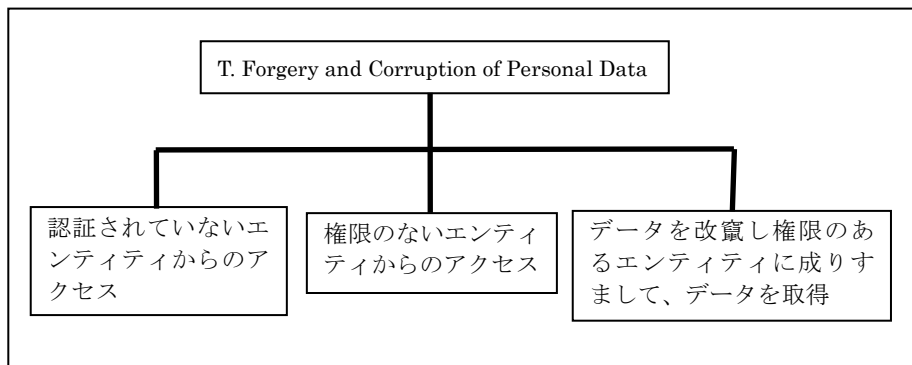 T. Forgery and Corruption of Personal Data
認証されていないエ
ンティティからのア
クセス
権限のないエンティ
ティからのアクセス
データを改竄し権限のあ
るエンティティに成りす
まして、データを取得